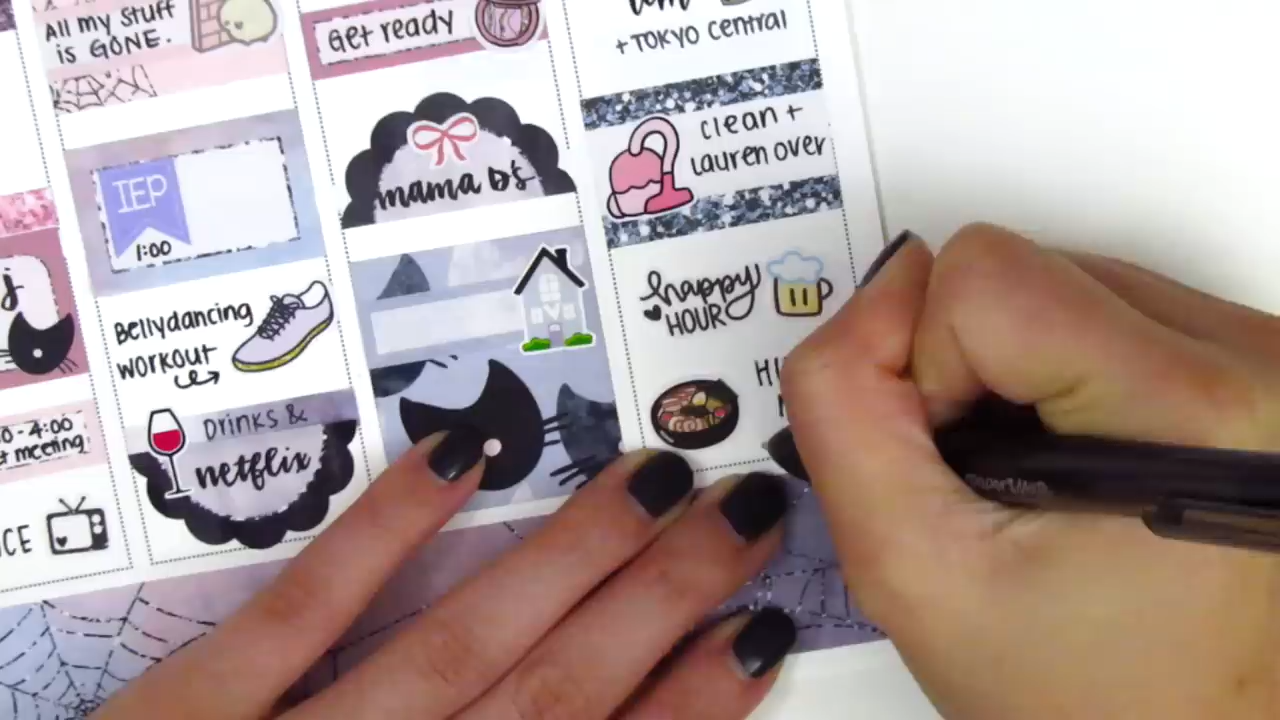 All my stuff
is GONE.
IEP
1:00
Bellydancing
workout
Drinks &
netflix
Get ready
mama D's
+ TOKYO central
clean +
Lauren over
happy
HOUR